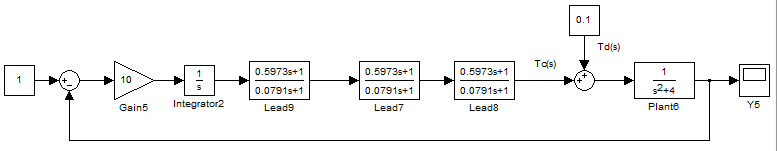 0.1
Td(s)
1
10
1
s
0.5973s+1
0.0791s+1
0.5973s+1
0.0791s+1
0.5973s+1
0.0791s+1
Tc(s)
1
s²+4
Gain5
Integrator2
Lead9
Lead7
Lead8
Plant6
Y5